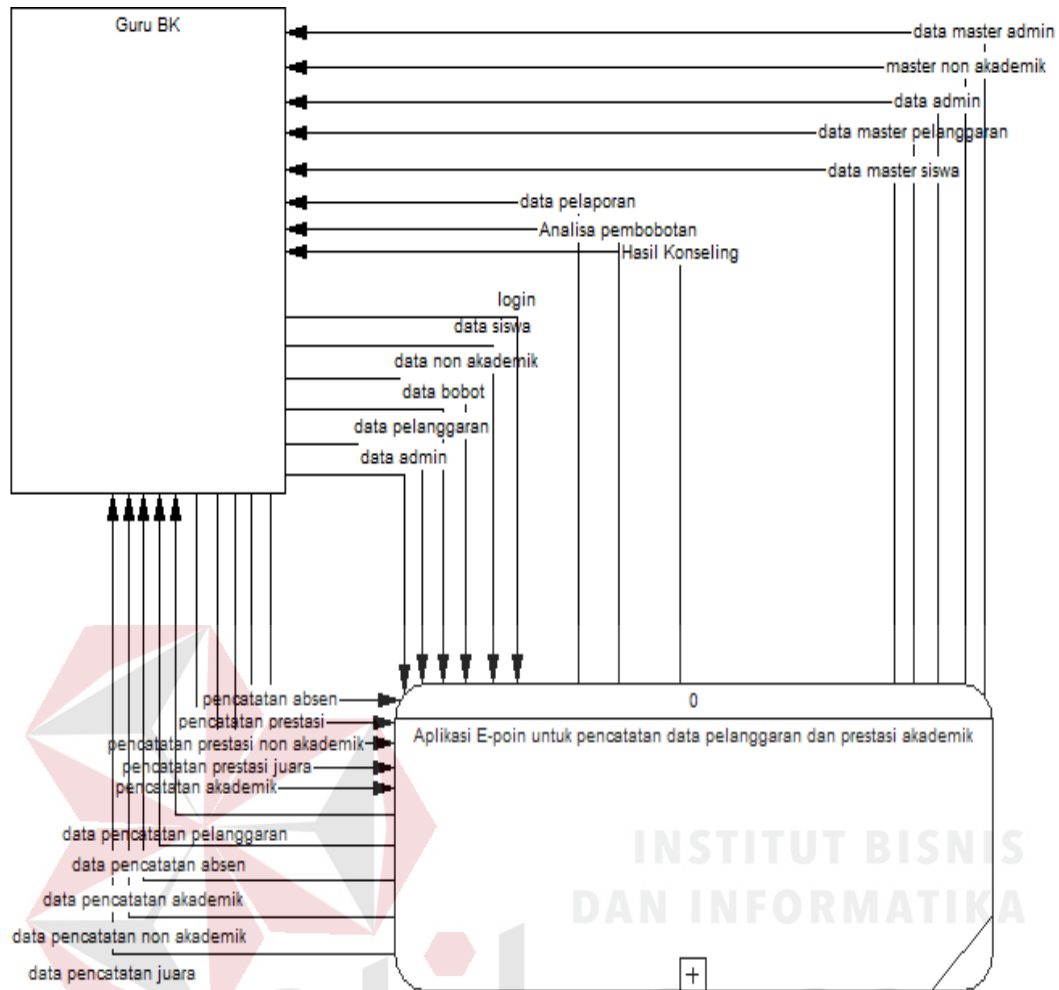 Guru BK
data master admin
master non akademik
data admin
data master pelanggaran
data master siswa
data pelaporan
Analisa pembobotan
Hasil Konseling
login
data siswa
data non akademik
data bobot
data pelanggaran
data admin
pencatatan absen
pencatatan prestasi
pencatatan prestasi non akademik
pencatatan prestasi juara
pencatatan akademik
0
Aplikasi E-poin untuk pencatatan data pelanggaran dan prestasi akademik
data pencatatan pelanggaran
data pencatatan absen
data pencatatan akademik
data pencatatan non akademik
data pencatatan juara
INSTITUT BISNIS
DAN INFORMATIKA
+